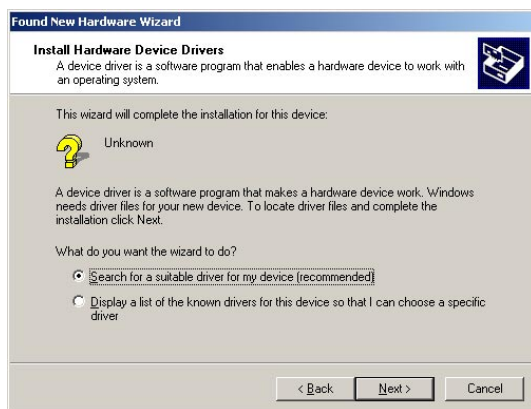 Found New Hardware Wizard
Install Hardware Device Drivers
A device driver is a software program that enables a hardware device to work with
an operating system.
This wizard will complete the installation for this device:
Unknown
A device driver is a software program that makes a hardware device work. Windows
needs driver files for your new device. To locate driver files and complete the
installation click Next.
What do you want the wizard to do?
Search for a suitable driver for my device (recommended)
Display a list of the known drivers for this device so that I can choose a specific
driver
< Back Next > Cancel